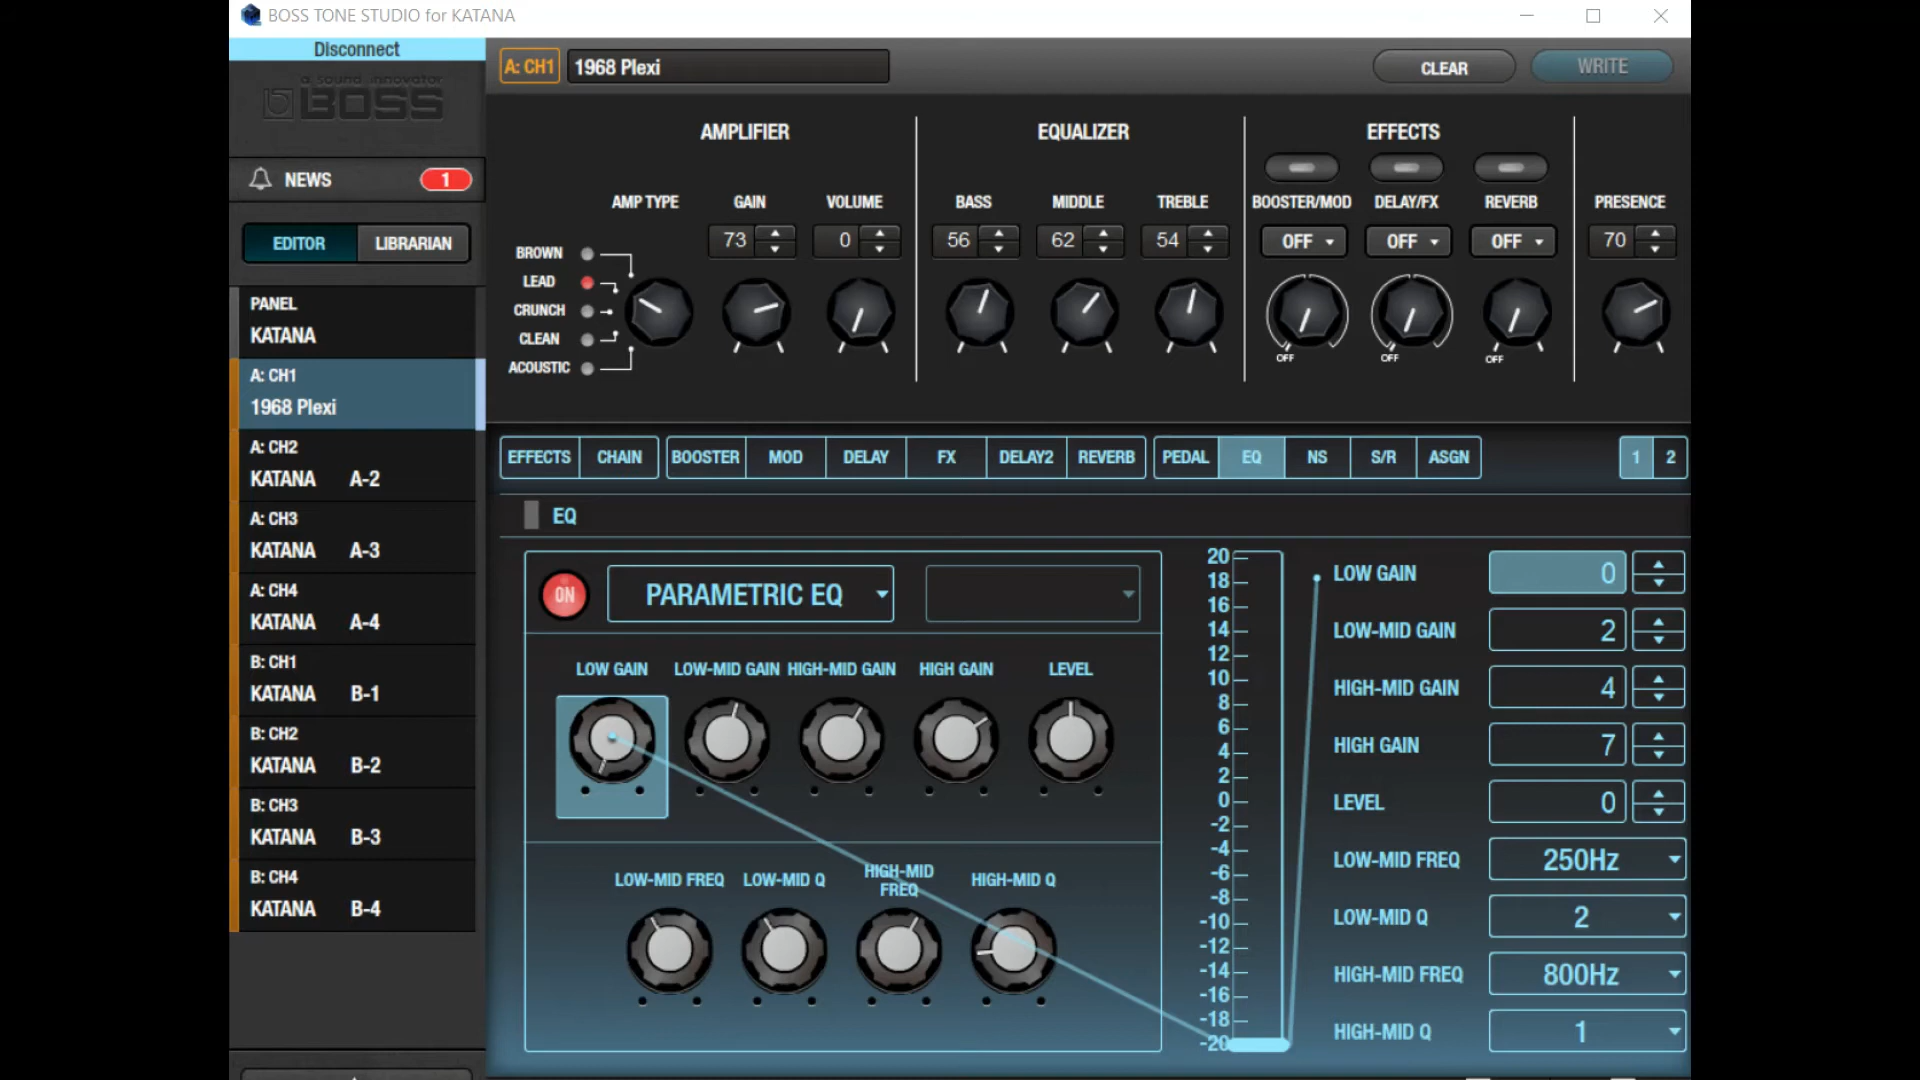 BOSS TONE STUDIO for KATANA
Disconnect
a sound innovator
BOSS
NEWS
1
EDITOR
LIBRARIAN
PANEL
KATANA
A: CH1
1968 Plexi
A: CH2
KATANA A-2
A: CH3
KATANA A-3
A: CH4
KATANA A-4
B: CH1
KATANA B-1
B: CH2
KATANA B-2
B: CH3
KATANA B-3
B: CH4
KATANA B-4
A: CH1
1968 Plexi
CLEAR
WRITE
AMPLIFIER
EQUALIZER
EFFECTS
AMP TYPE
GAIN
VOLUME
BASS
MIDDLE
TREBLE
BOOSTER/MOD
DELAY/FX
REVERB
PRESENCE
73
0
56
62
54
OFF
OFF
OFF
70
BROWN
LEAD
CRUNCH
CLEAN
ACOUSTIC
OFF
OFF
OFF
EFFECTS
CHAIN
BOOSTER
MOD
DELAY
FX
DELAY2
REVERB
PEDAL
EQ
NS
S/R
ASGN
1
2
EQ
ON
PARAMETRIC EQ
LOW GAIN
LOW-MID GAIN
HIGH-MID GAIN
HIGH GAIN
LEVEL
LOW-MID FREQ
LOW-MID Q
HIGH-MID
FREQ
HIGH-MID Q
20
18
16
14
12
10
8
6
4
2
0
-2
-4
-6
-8
-10
-12
-14
-16
-18
-20
LOW GAIN 0
LOW-MID GAIN 2
HIGH-MID GAIN 4
HIGH GAIN 7
LEVEL 0
LOW-MID FREQ 250Hz
LOW-MID Q 2
HIGH-MID FREQ 800Hz
HIGH-MID Q 1